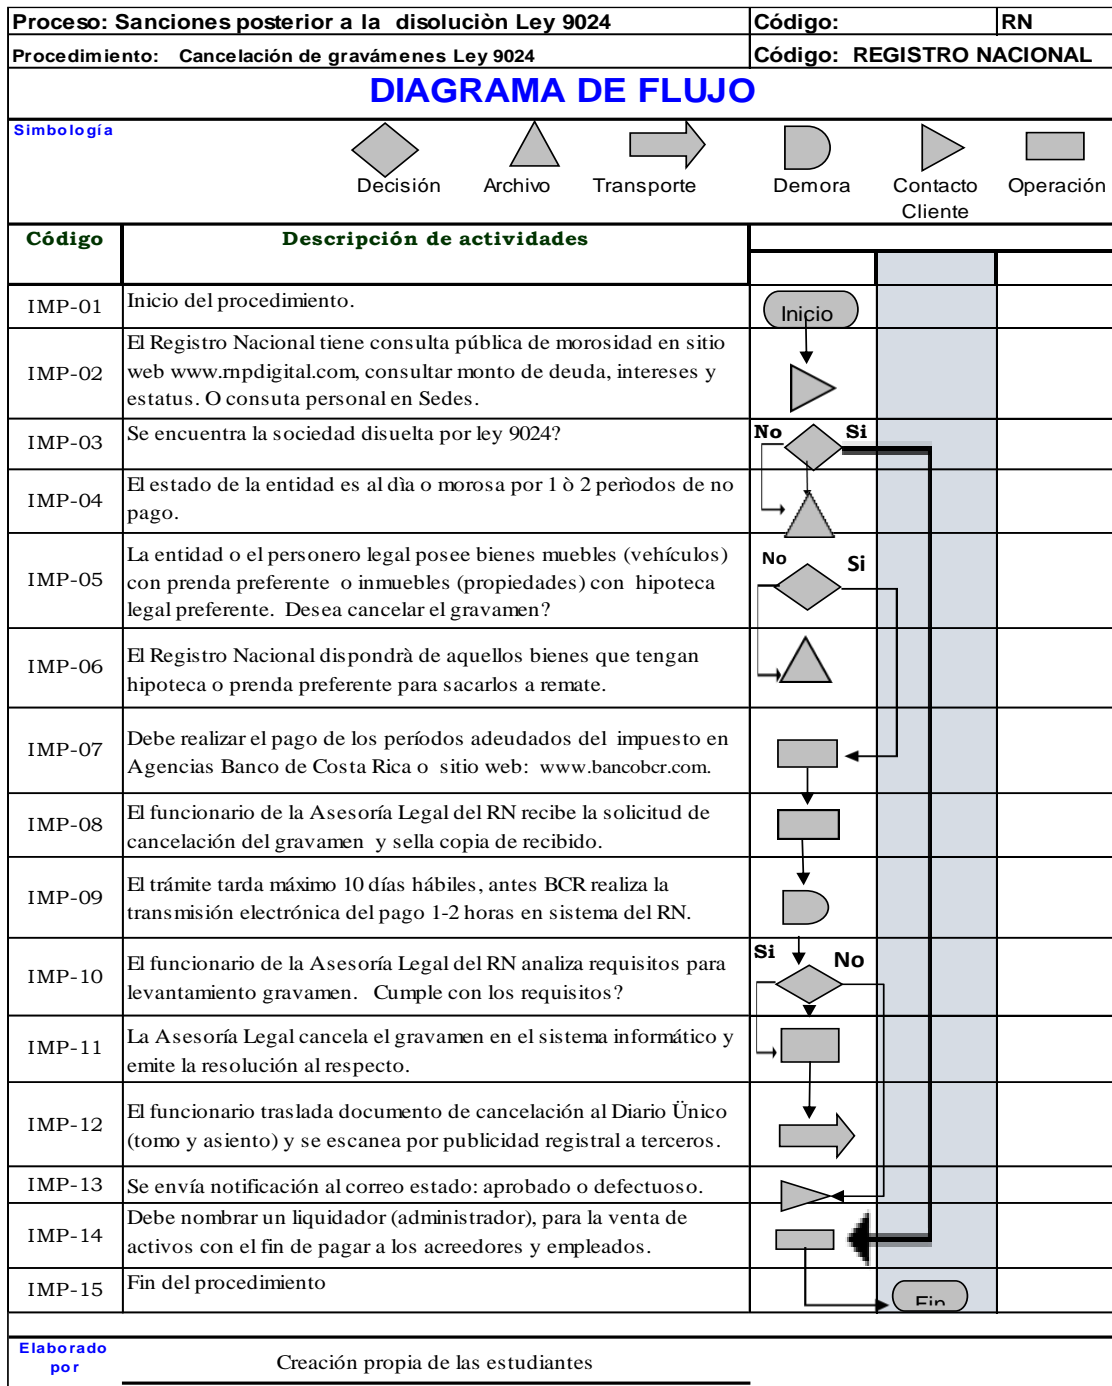 Proceso: Sanciones posterior a la disoluciòn Ley 9024
Código:
RN
Procedimiento: Cancelación de gravámenes Ley 9024
Código: REGISTRO NACIONAL
DIAGRAMA DE FLUJO
Simbología
Decisión
Archivo
Transporte
Demora
Contacto
Cliente
Operación
Código
Descripción de actividades
IMP-01
Inicio del procedimiento.
Inicio
IMP-02
El Registro Nacional tiene consulta pública de morosidad en sitio
web www.rnpdigital.com, consultar monto de deuda, intereses y
estatus. O consuta personal en Sedes.
IMP-03
Se encuentra la sociedad disuelta por ley 9024?
No
Si
IMP-04
El estado de la entidad es al dìa o morosa por 1 ò 2 perìodos de no
pago.
IMP-05
La entidad o el personero legal posee bienes muebles (vehículos)
con prenda preferente o inmuebles (propiedades) con hipoteca
legal preferente. Desea cancelar el gravamen?
No
Si
IMP-06
El Registro Nacional dispondrà de aquellos bienes que tengan
hipoteca o prenda preferente para sacarlos a remate.
IMP-07
Debe realizar el pago de los períodos adeudados del impuesto en
Agencias Banco de Costa Rica o sitio web: www.bancobcr.com.
IMP-08
El funcionario de la Asesoría Legal del RN recibe la solicitud de
cancelación del gravamen y sella copia de recibido.
IMP-09
El trámite tarda máximo 10 días hábiles, antes BCR realiza la
transmisión electrónica del pago 1-2 horas en sistema del RN.
IMP-10
El funcionario de la Asesoría Legal del RN analiza requisitos para
levantamiento gravamen. Cumple con los requisitos?
Si
No
IMP-11
La Asesoría Legal cancela el gravamen en el sistema informático y
emite la resolución al respecto.
IMP-12
El funcionario traslada documento de cancelación al Diario Ünico
(tomo y asiento) y se escanea por publicidad registral a terceros.
IMP-13
Se envía notificación al correo estado: aprobado o defectuoso.
IMP-14
Debe nombrar un liquidador (administrador), para la venta de
activos con el fin de pagar a los acreedores y empleados.
IMP-15
Fin del procedimiento
Fin
Elaborado
por
Creación propia de las estudiantes